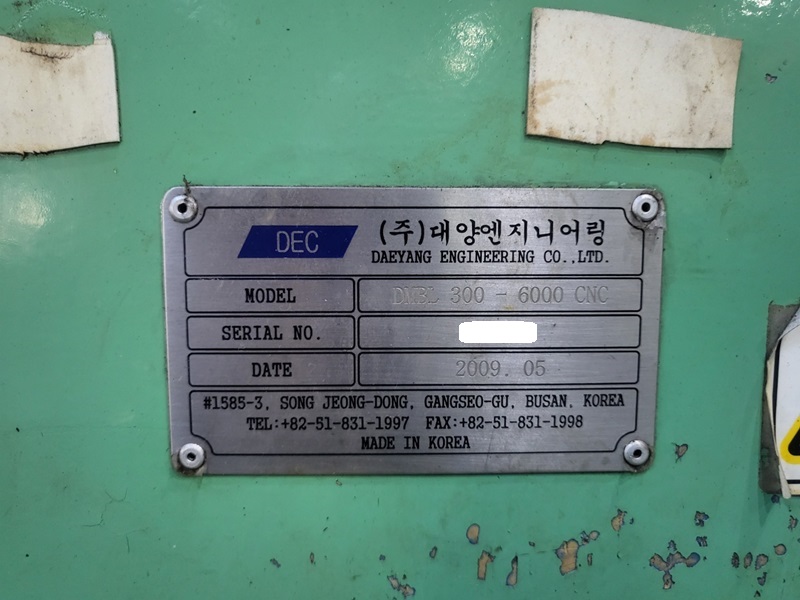 DEC
(주)대양엔지니어링
DAEYANG ENGINEERING CO.,LTD.
MODEL DMBL 300 - 6000 CNC
SERIAL NO.
DATE 2009. 05
#1585-3, SONG JEONG-DONG, GANGSEO-GU, BUSAN, KOREA
TEL:+82-51-831-1997 FAX:+82-51-831-1998
MADE IN KOREA